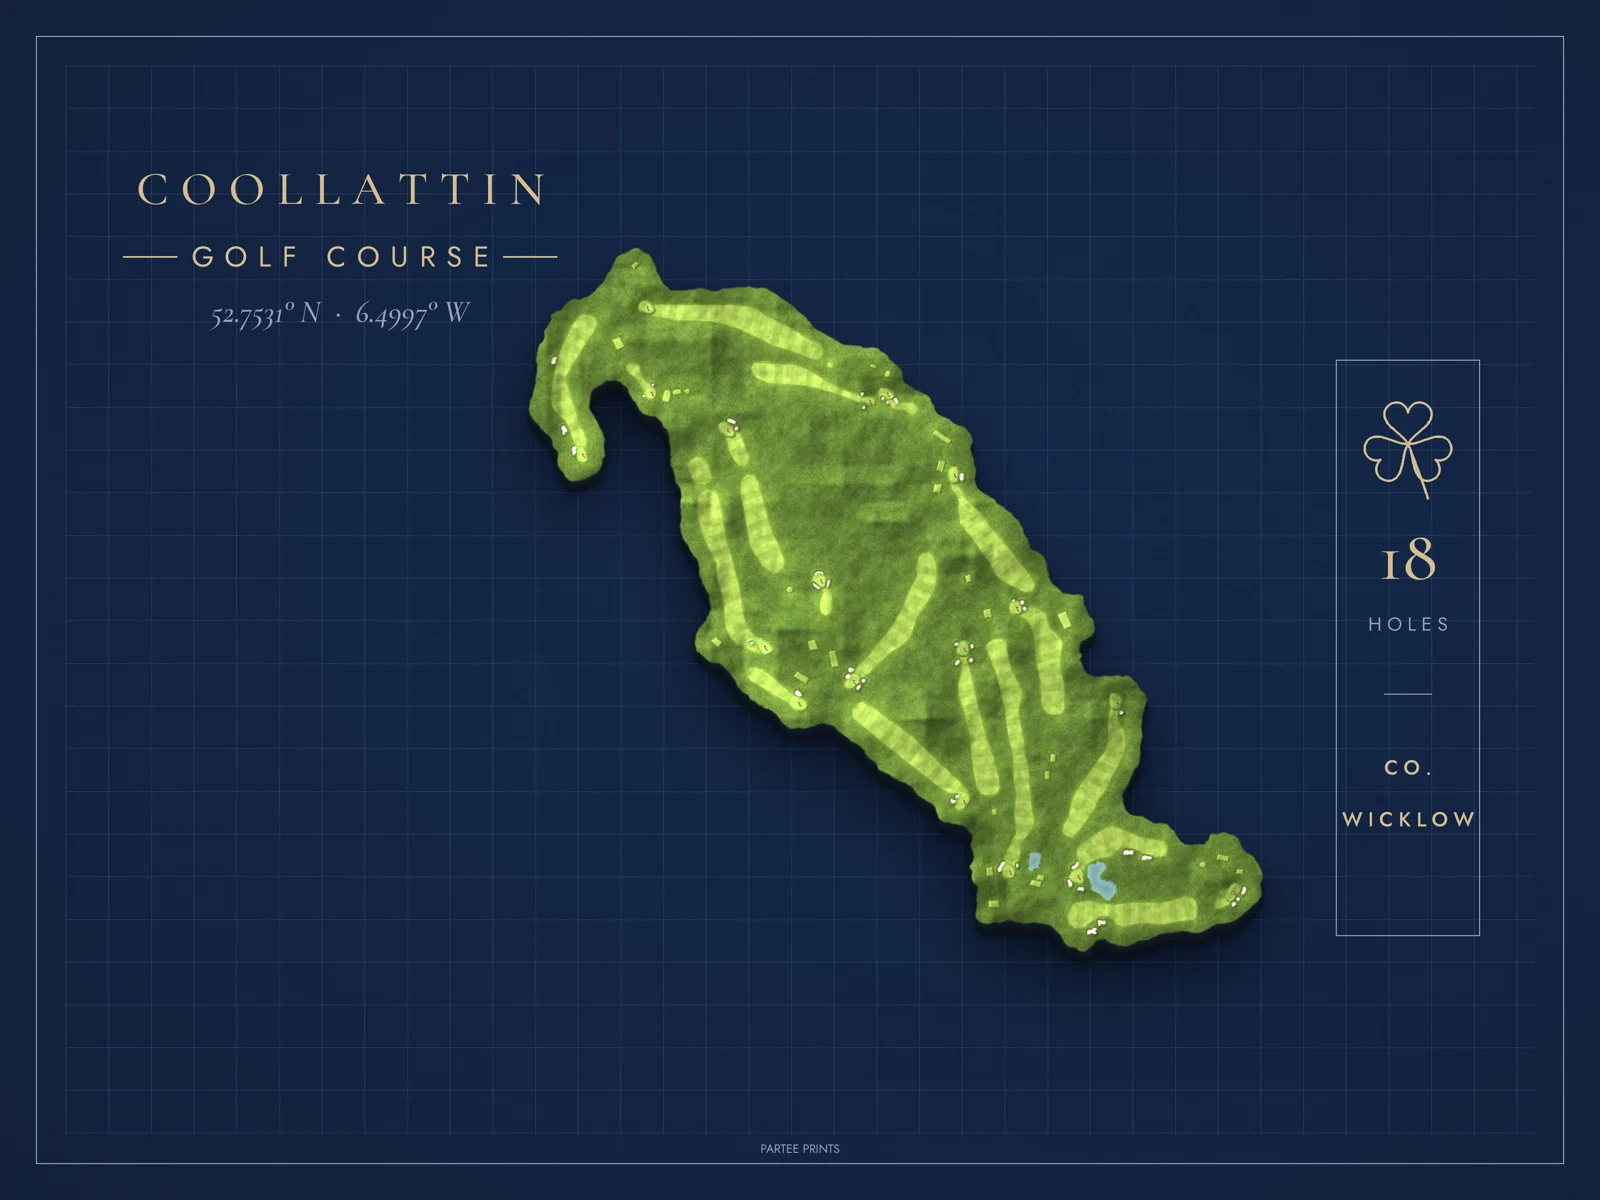 COOLLATTIN
GOLF COURSE
52.7531° N · 6.4997° W
18
HOLES
CO.
WICKLOW
PARTEE PRINTS